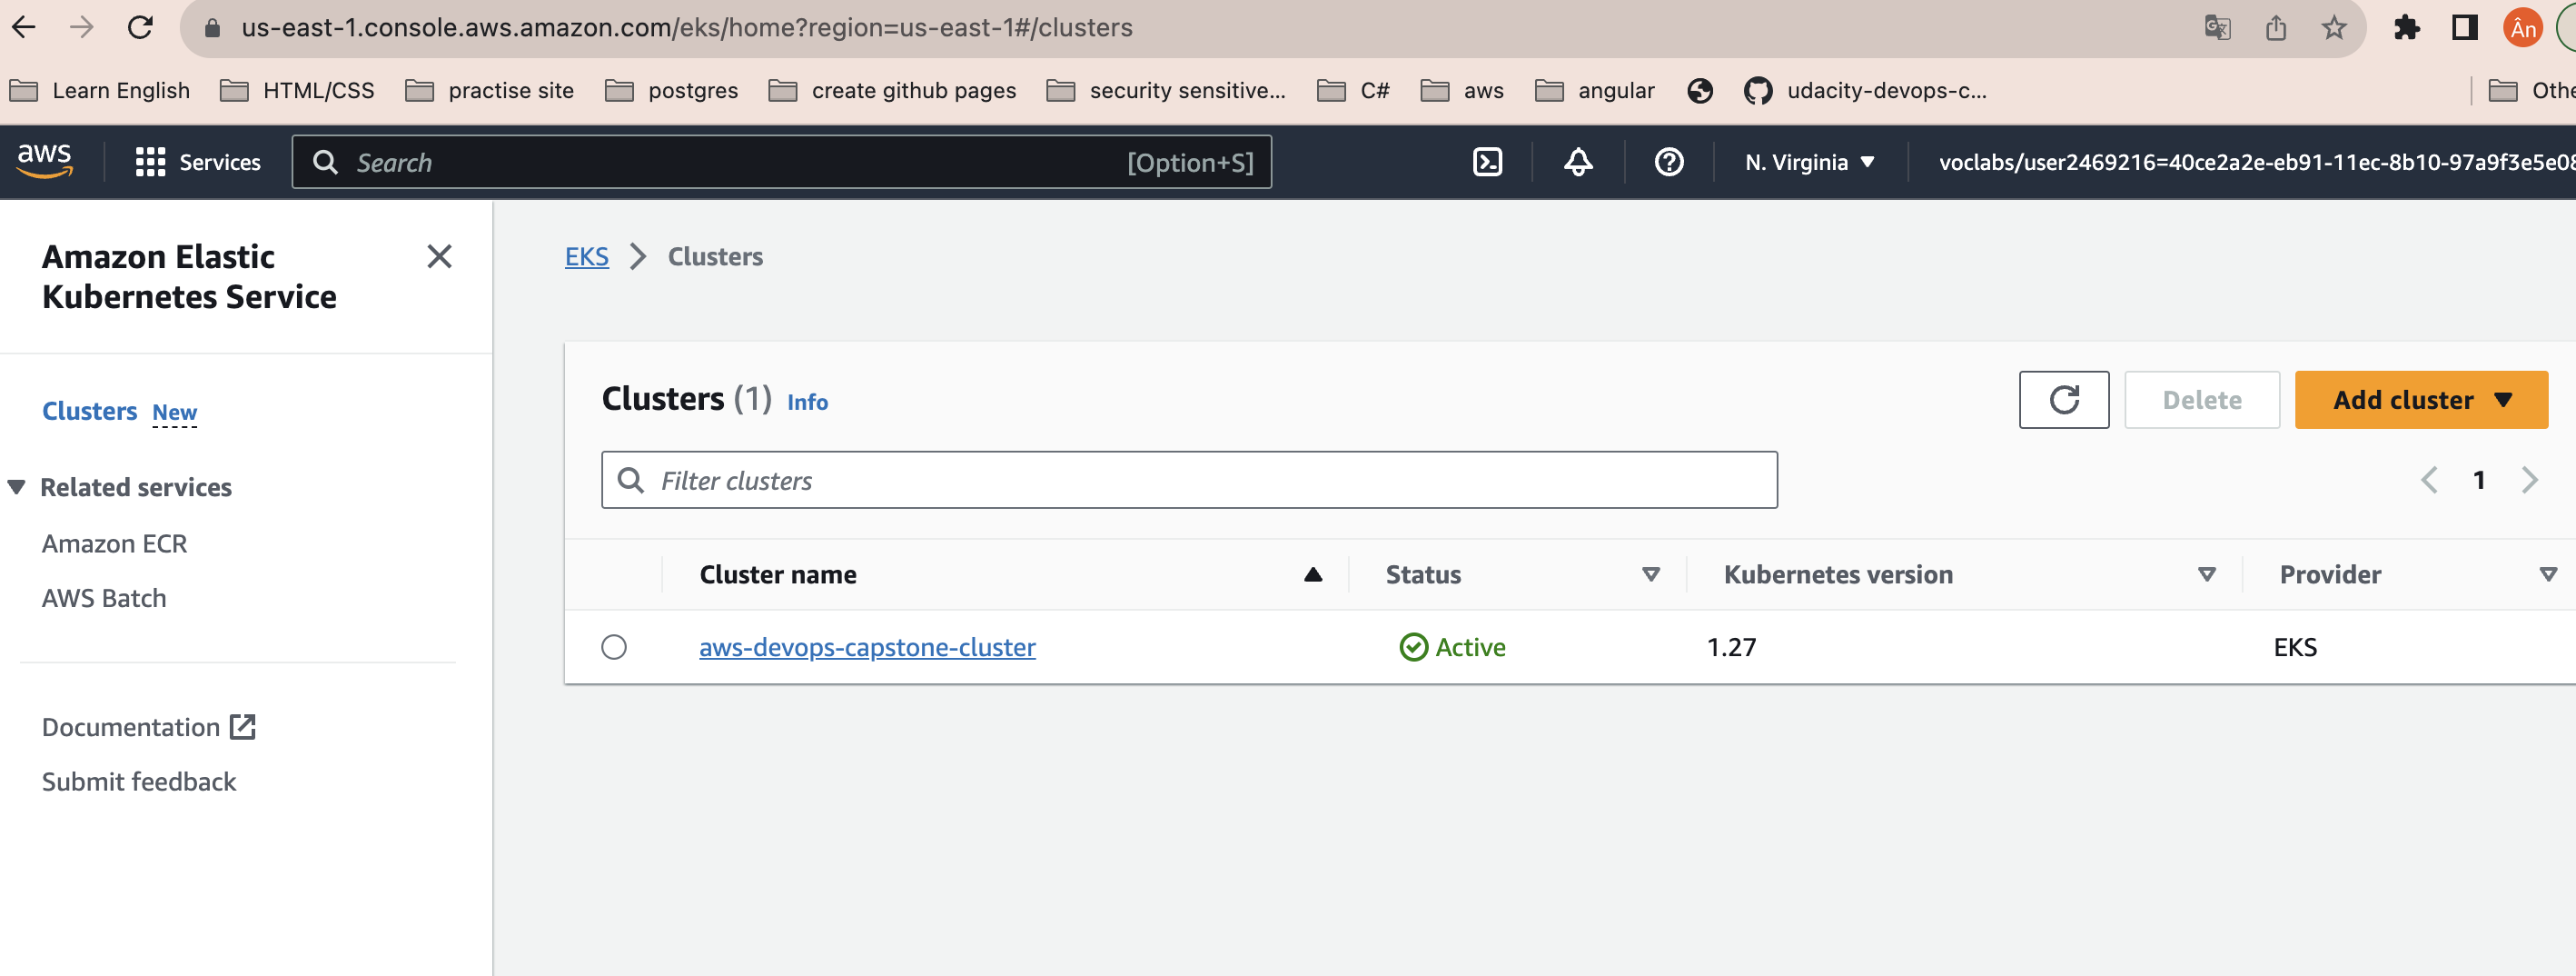 us-east-1.console.aws.amazon.com/eks/home?region=us-east-1#/clusters
Ân
Learn English HTML/CSS practise site postgres create github pages security sensitive... C# aws angular udacity-devops-c...
aws Services Search [Option+S] N. Virginia voclabs/user2469216=40ce2a2e-eb91-11ec-8b10-97a9f3e5e0
Amazon Elastic
Kubernetes Service
Clusters New
Related services
Amazon ECR
AWS Batch
Documentation
Submit feedback
EKS Clusters
Clusters (1) Info
Delete Add cluster
Filter clusters
1
Cluster name Status Kubernetes version Provider
aws-devops-capstone-cluster Active 1.27 EKS